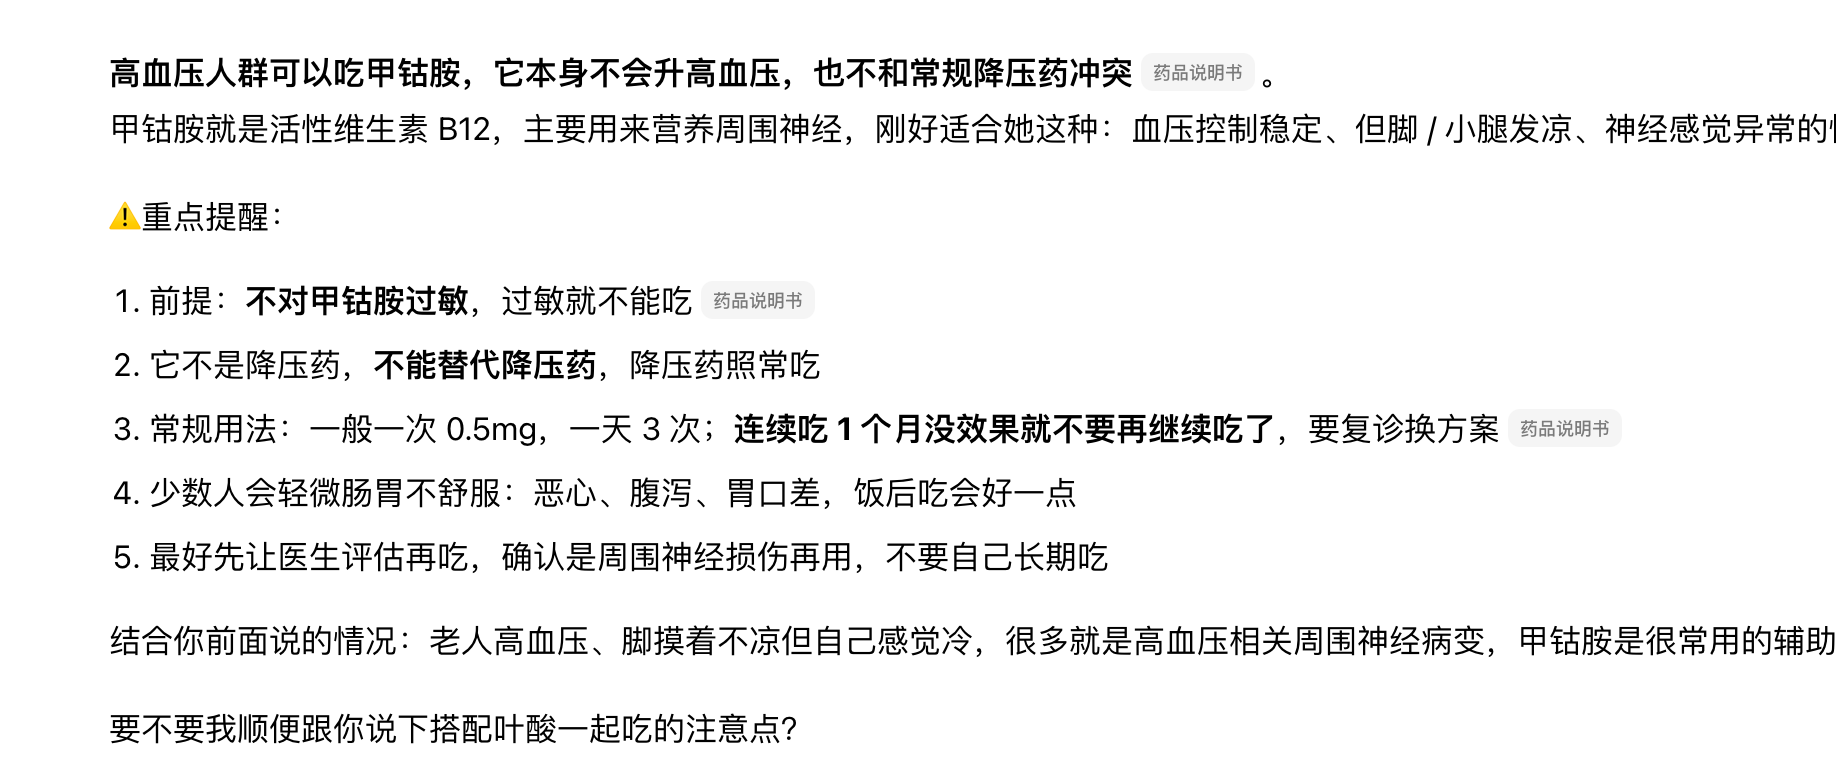 高血压人群可以吃甲钴胺，它本身不会升高血压，也不和常规降压药冲突 药品说明书 。
甲钴胺就是活性维生素 B12，主要用来营养周围神经，刚好适合她这种：血压控制稳定、但脚 / 小腿发凉、神经感觉异常的
⚠️重点提醒：
1. 前提：不对甲钴胺过敏，过敏就不能吃 药品说明书
2. 它不是降压药，不能替代降压药，降压药照常吃
3. 常规用法：一般一次 0.5mg，一天 3 次；连续吃 1 个月没效果就不要再继续吃了，要复诊换方案 药品说明书
4. 少数人会轻微肠胃不舒服：恶心、腹泻、胃口差，饭后吃会好一点
5. 最好先让医生评估再吃，确认是周围神经损伤再用，不要自己长期吃
结合你前面说的情况：老人高血压、脚摸着不凉但自己感觉冷，很多就是高血压相关周围神经病变，甲钴胺是很常用的辅助
要不要我顺便跟你说下搭配叶酸一起吃的注意点？